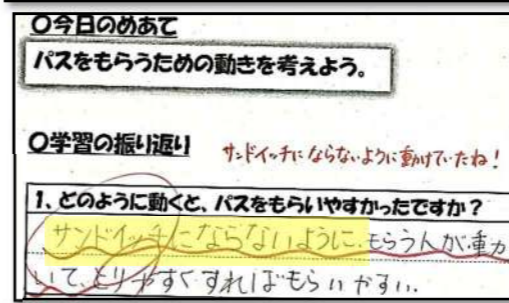 〇今日のめあて
パスをもらうための動きを考えよう。
〇学習の振り返り
サンドイッチにならないように動けていたね!
1、どのように動くと、パスをもらいやすかったですか?
サンドイッチにならないように、もらう人が動
いて、とりやすくすればもらいやすい。